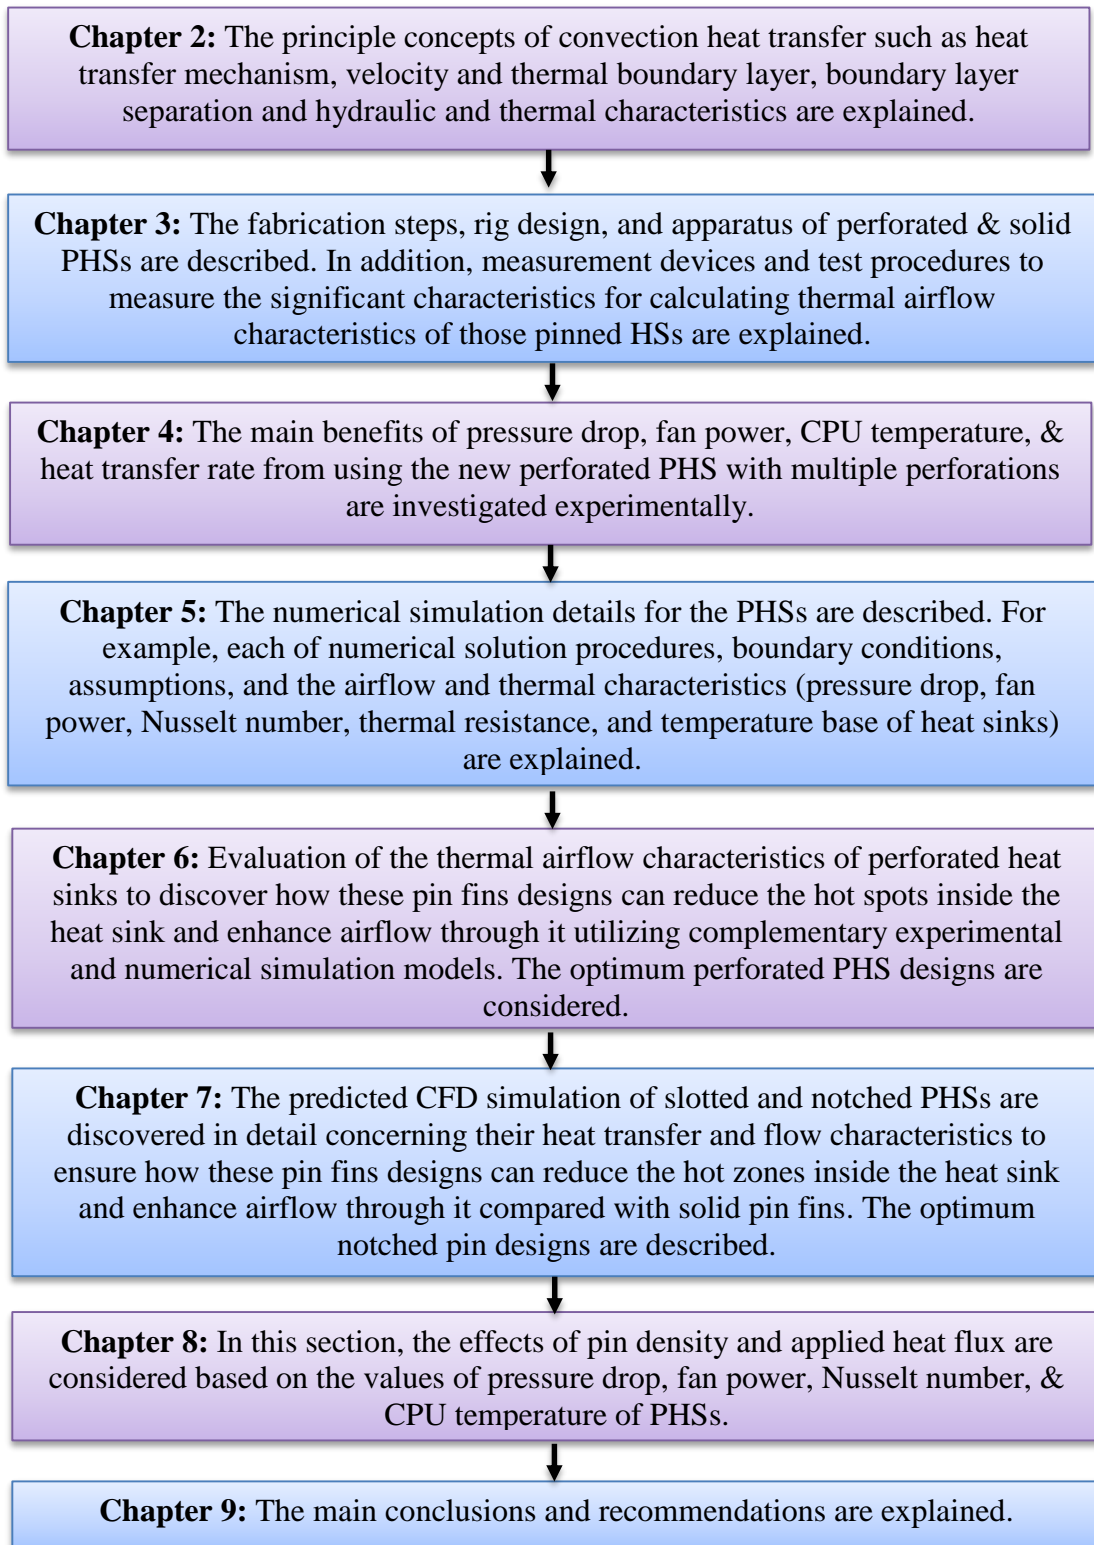 Chapter 2: The principle concepts of convection heat transfer such as heat
transfer mechanism, velocity and thermal boundary layer, boundary layer
separation and hydraulic and thermal characteristics are explained.
Chapter 3: The fabrication steps, rig design, and apparatus of perforated & solid
PHSs are described. In addition, measurement devices and test procedures to
measure the significant characteristics for calculating thermal airflow
characteristics of those pinned HSs are explained.
Chapter 4: The main benefits of pressure drop, fan power, CPU temperature, &
heat transfer rate from using the new perforated PHS with multiple perforations
are investigated experimentally.
Chapter 5: The numerical simulation details for the PHSs are described. For
example, each of numerical solution procedures, boundary conditions,
assumptions, and the airflow and thermal characteristics (pressure drop, fan
power, Nusselt number, thermal resistance, and temperature base of heat sinks)
are explained.
Chapter 6: Evaluation of the thermal airflow characteristics of perforated heat
sinks to discover how these pin fins designs can reduce the hot spots inside the
heat sink and enhance airflow through it utilizing complementary experimental
and numerical simulation models. The optimum perforated PHS designs are
considered.
Chapter 7: The predicted CFD simulation of slotted and notched PHSs are
discovered in detail concerning their heat transfer and flow characteristics to
ensure how these pin fins designs can reduce the hot zones inside the heat sink
and enhance airflow through it compared with solid pin fins. The optimum
notched pin designs are described.
Chapter 8: In this section, the effects of pin density and applied heat flux are
considered based on the values of pressure drop, fan power, Nusselt number, &
CPU temperature of PHSs.
Chapter 9: The main conclusions and recommendations are explained.